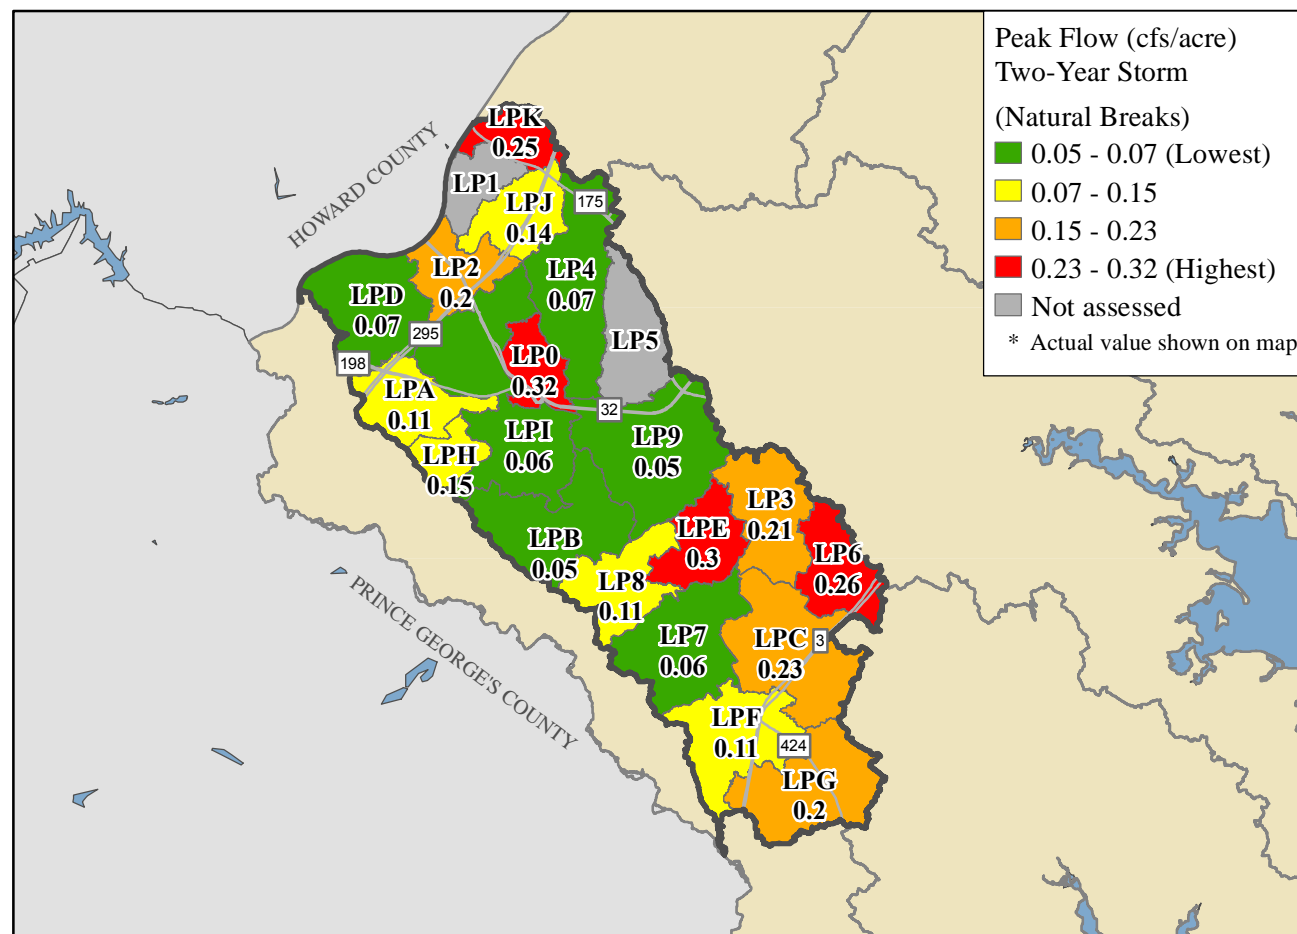 Peak Flow (cfs/acre)
Two-Year Storm
(Natural Breaks)
0.05 - 0.07 (Lowest)
0.07 - 0.15
0.15 - 0.23
0.23 - 0.32 (Highest)
Not assessed
* Actual value shown on map
HOWARD COUNTY
PRINCE GEORGE'S COUNTY
LPK
0.25
LP1
LPJ
0.14
175
LP2
0.2
LP4
0.07
LPD
0.07
295
198
LP5
LP0
0.32
LPA
0.11
32
LPI
0.06
LP9
0.05
LPH
0.15
LP3
0.21
LPE
0.3
LPB
0.05
LP6
0.26
LP8
0.11
LP7
0.06
LPC
0.23
3
LPF
0.11
424
LPG
0.2